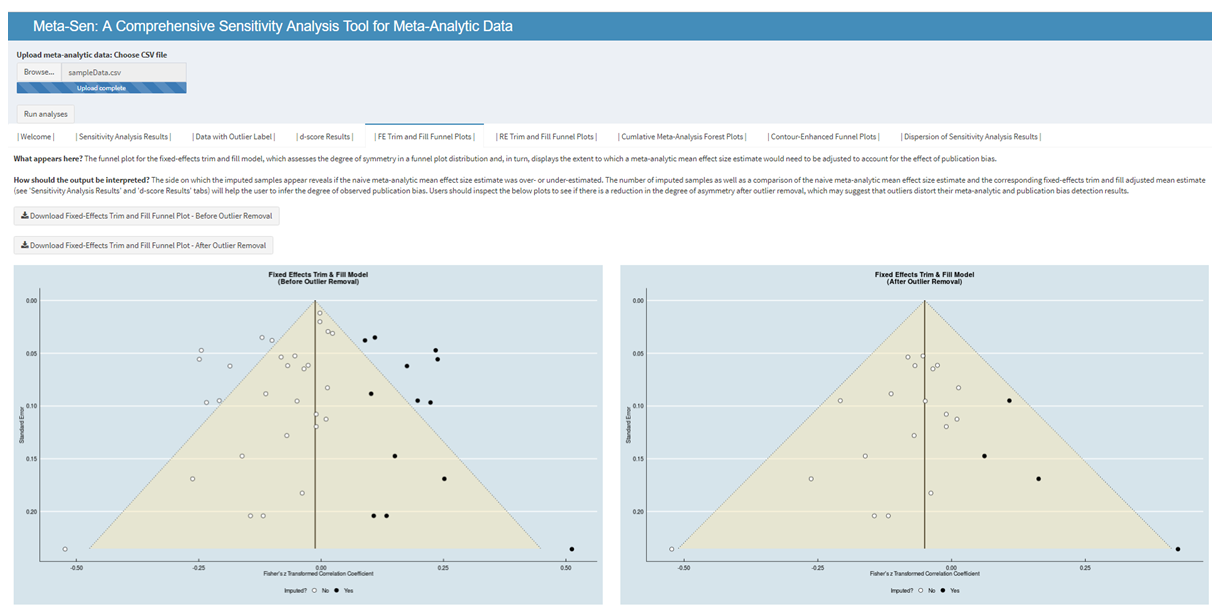 Meta-Sen: A Comprehensive Sensitivity Analysis Tool for Meta-Analytic Data
Upload meta-analytic data: Choose CSV file
Browse... sampleData.csv
Upload complete
Run analyses
| Welcome | | Sensitivity Analysis Results | | Data with Outlier Label | | d-score Results | | FE Trim and Fill Funnel Plots | | RE Trim and Fill Funnel Plots | | Cumlative Meta-Analysis Forest Plots | | Contour-Enhanced Funnel Plots | | Dispersion of Sensitivity Analysis Results |
What appears here? The funnel plot for the fixed-effects trim and fill model, which assesses the degree of symmetry in a funnel plot distribution and, in turn, displays the extent to which a meta-analytic mean effect size estimate would need to be adjusted to account for the effect of publication bias.
How should the output be interpreted? The side on which the imputed samples appear reveals if the naive meta-analytic mean effect size estimate was over- or under-estimated. The number of imputed samples as well as a comparison of the naive meta-analytic mean effect size estimate and the corresponding fixed-effects trim and fill adjusted mean estimate
(see 'Sensitivity Analysis Results' and 'd-score Results' tabs) will help the user to infer the degree of observed publication bias. Users should inspect the below plots to see if there is a reduction in the degree of asymmetry after outlier removal, which may suggest that outliers distort their meta-analytic and publication bias detection results.
Download Fixed-Effects Trim and Fill Funnel Plot - Before Outlier Removal
Download Fixed-Effects Trim and Fill Funnel Plot - After Outlier Removal
Fixed Effects Trim & Fill Model
(Before Outlier Removal)
0.00
0.05
0.10
0.15
0.20
Standard Error
-0.50 -0.25 0.00 0.25 0.50
Fisher's z Transformed Correlation Coefficient
Imputed? No Yes
Fixed Effects Trim & Fill Model
(After Outlier Removal)
0.00
0.05
0.10
0.15
0.20
Standard Error
-0.50 -0.25 0.00 0.25
Fisher's z Transformed Correlation Coefficient
Imputed? No Yes